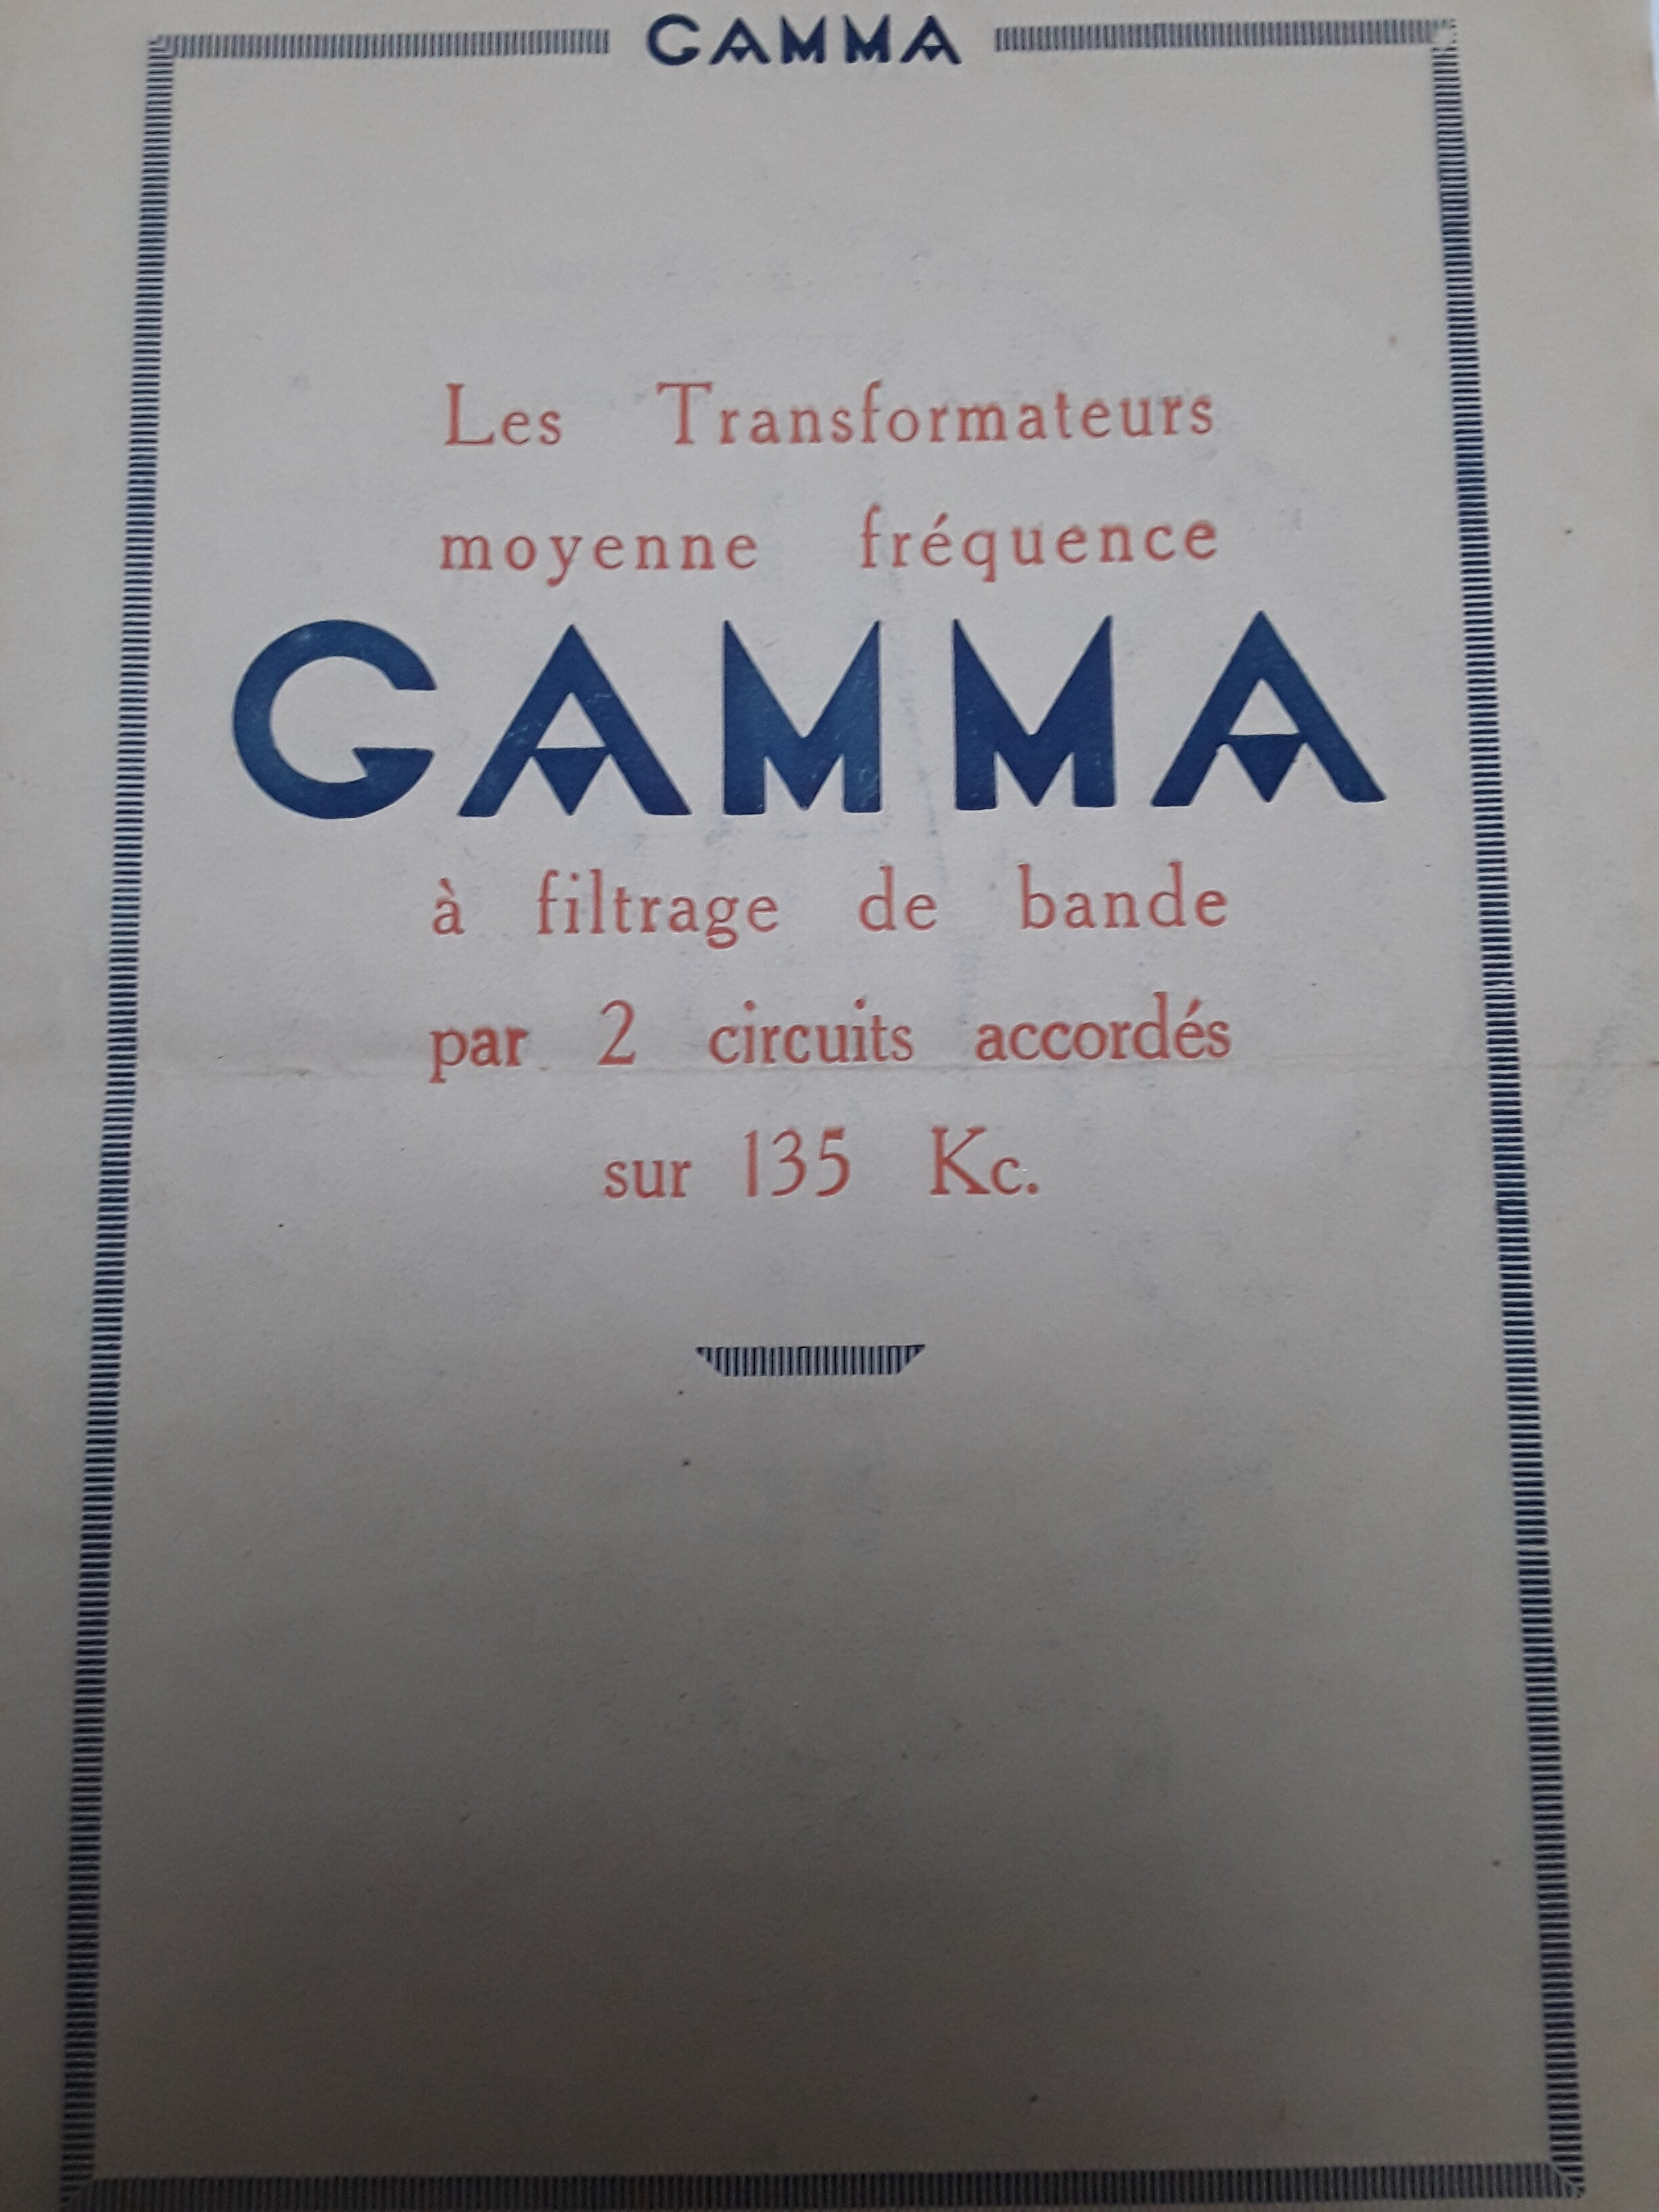 GAMMA
Les Transformateurs
moyenne fréquence
GAMMA
à filtrage de bande
par 2 circuits accordés
sur 135 Kc.